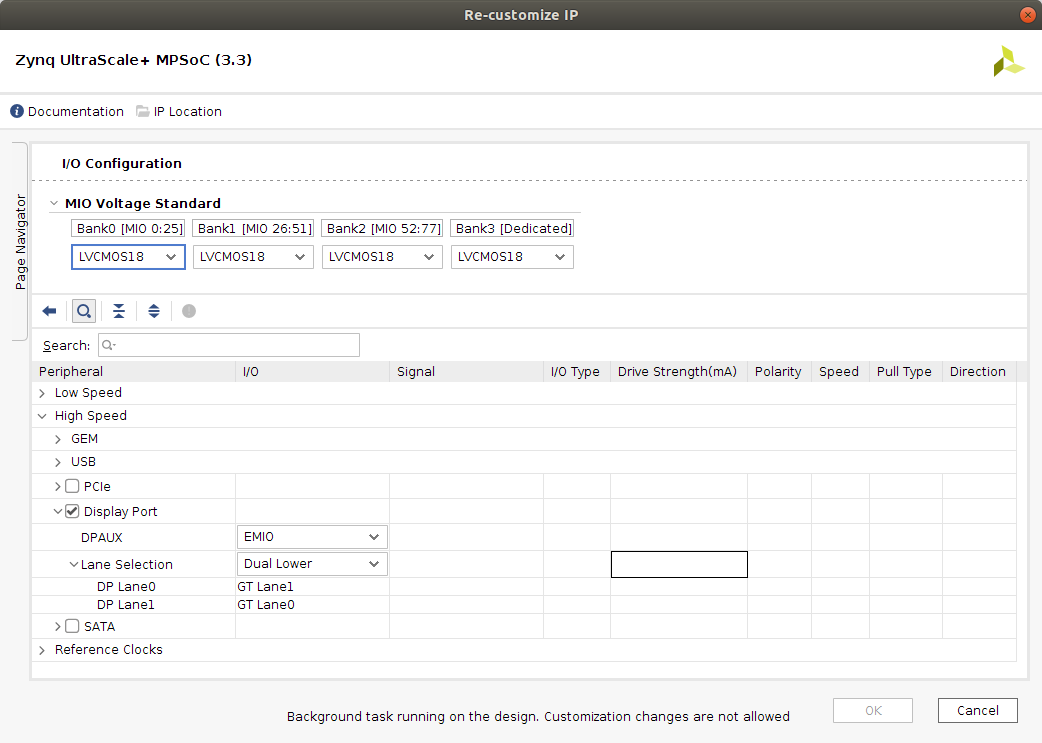 Re-customize IP
Zynq UltraScale+ MPSoC (3.3)
Documentation IP Location
Page Navigator
I/O Configuration
MIO Voltage Standard
Bank0 [MIO 0:25] Bank1 [MIO 26:51] Bank2 [MIO 52:77] Bank3 [Dedicated]
LVCMOS18 LVCMOS18 LVCMOS18 LVCMOS18
Search:
Peripheral I/O Signal I/O Type Drive Strength(mA) Polarity Speed Pull Type Direction
Low Speed
High Speed
GEM
USB
PCIe
Display Port
DPAUX EMIO
Lane Selection Dual Lower
DP Lane0 GT Lane1
DP Lane1 GT Lane0
SATA
Reference Clocks
Background task running on the design. Customization changes are not allowed OK Cancel